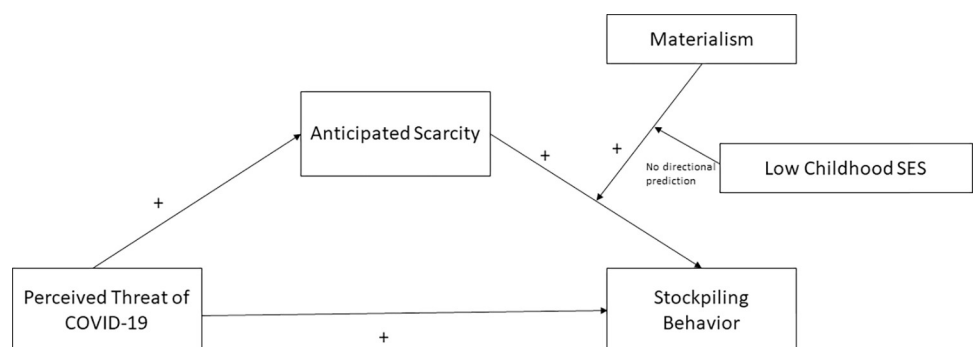 Materialism
Anticipated Scarcity
+
+
No directional
prediction
Low Childhood SES
+
Perceived Threat of
COVID-19
Stockpiling
Behavior
+